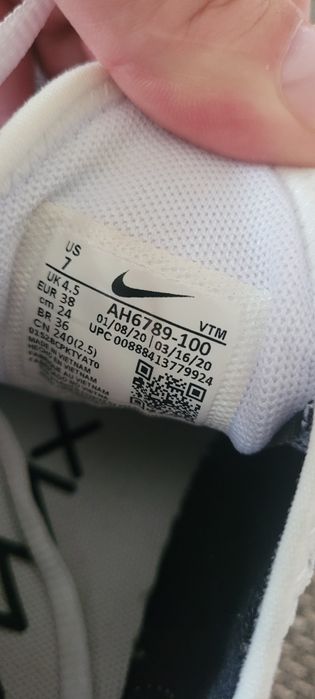 US
7
UK 4.5
EUR 38
cm 24
BR 36
CN 240(2.5)
VTM
AH6789-100
01/08/20 | 03/16/20
UPC 00888413779924
MADE IN VIETNAM